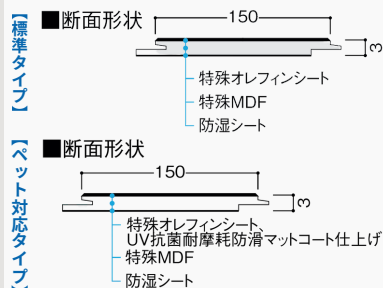 【標準タイプ】
■断面形状
150
3
特殊オレフィンシート
特殊MDF
防湿シート
【ペット対応タイプ】
■断面形状
150
3
特殊オレフィンシート、
UV抗菌耐摩耗防滑マットコート仕上げ
特殊MDF
防湿シート